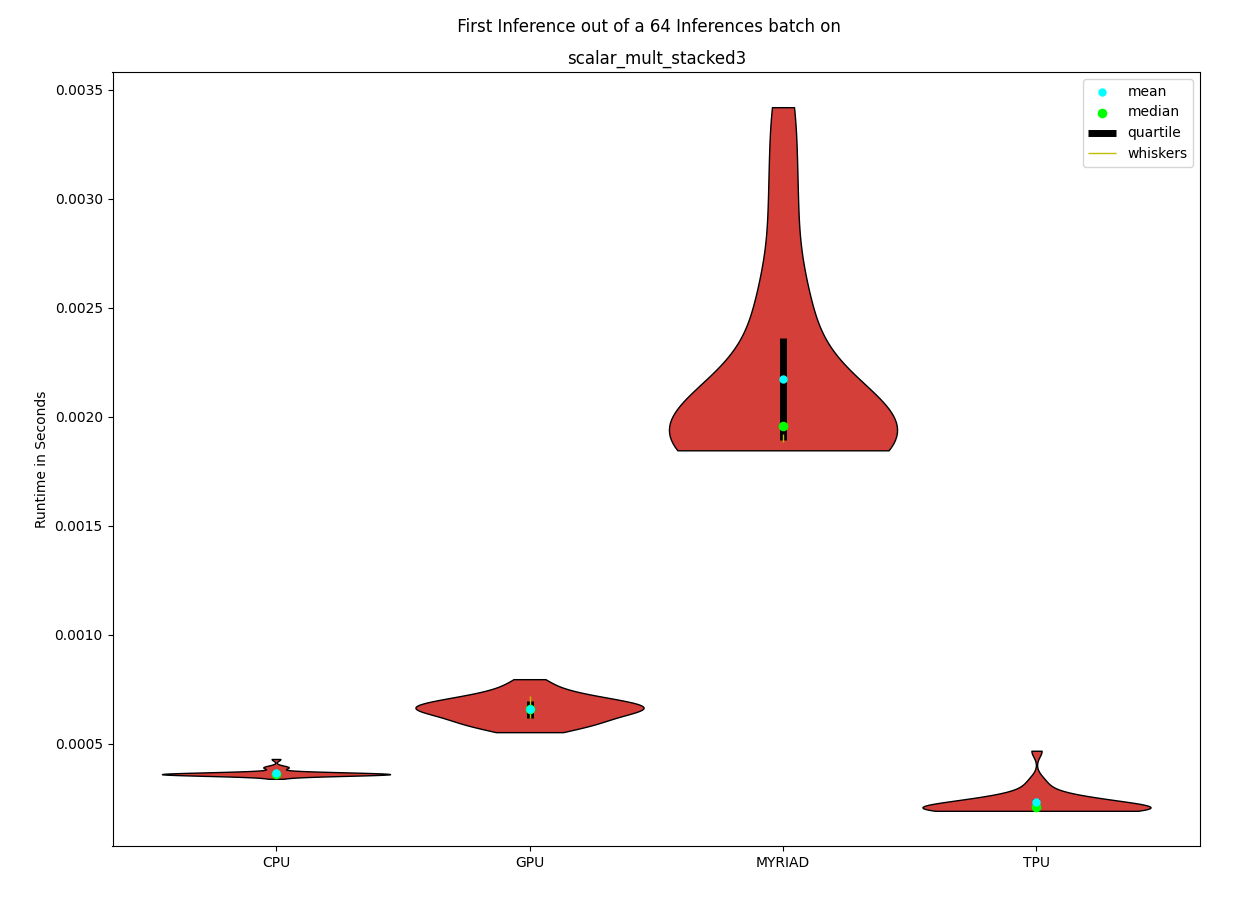 First Inference out of a 64 Inferences batch on
scalar_mult_stacked3
mean
median
quartile
whiskers
Runtime in Seconds
0.0035
0.0030
0.0025
0.0020
0.0015
0.0010
0.0005
CPU GPU MYRIAD TPU